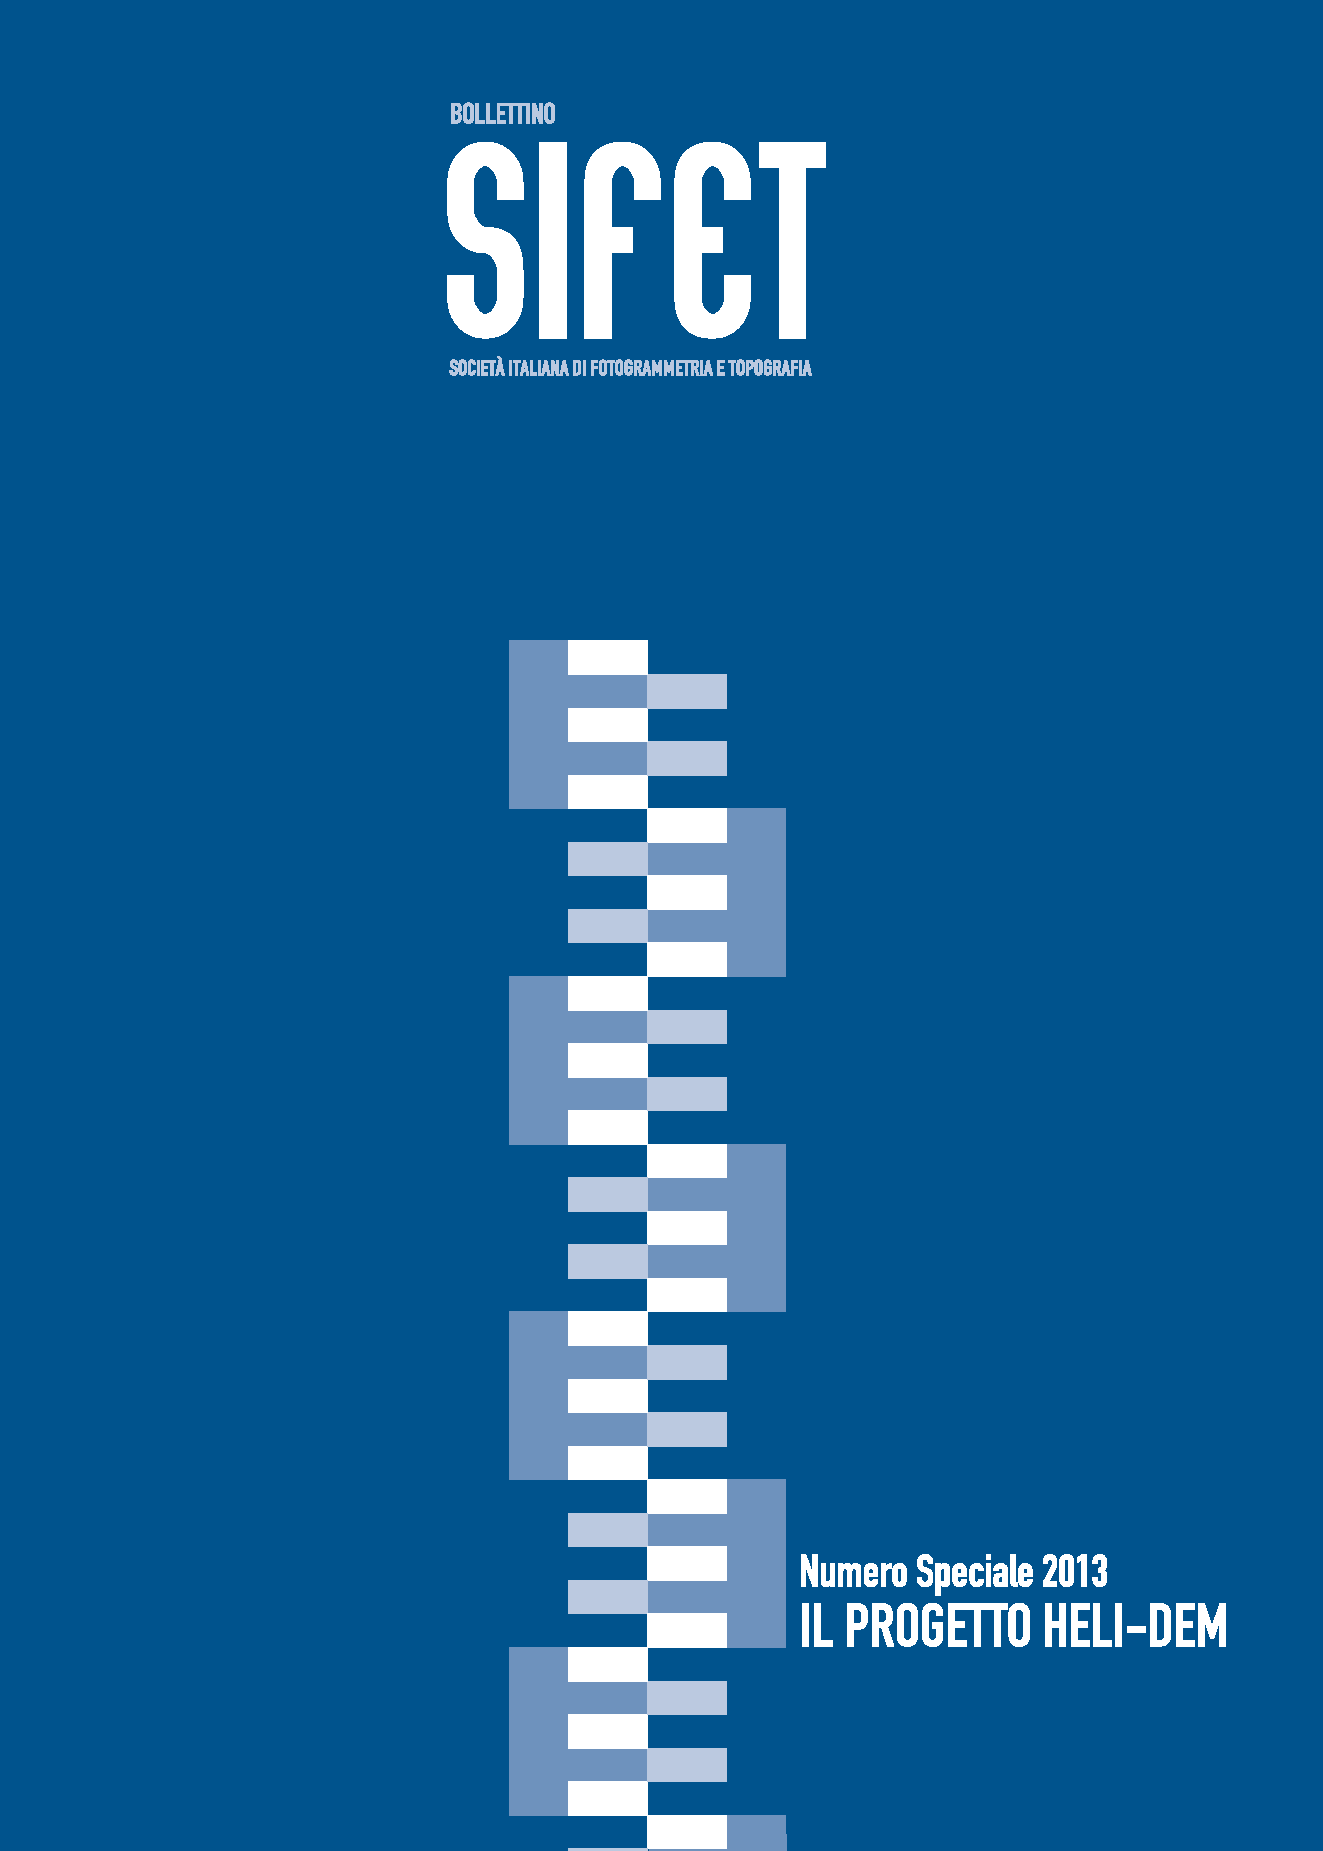 BOLLETTINO
SIFET
SOCIETÀ ITALIANA DI FOTOGRAMMETRIA E TOPOGRAFIA
Numero Speciale 2013
IL PROGETTO HELI-DEM